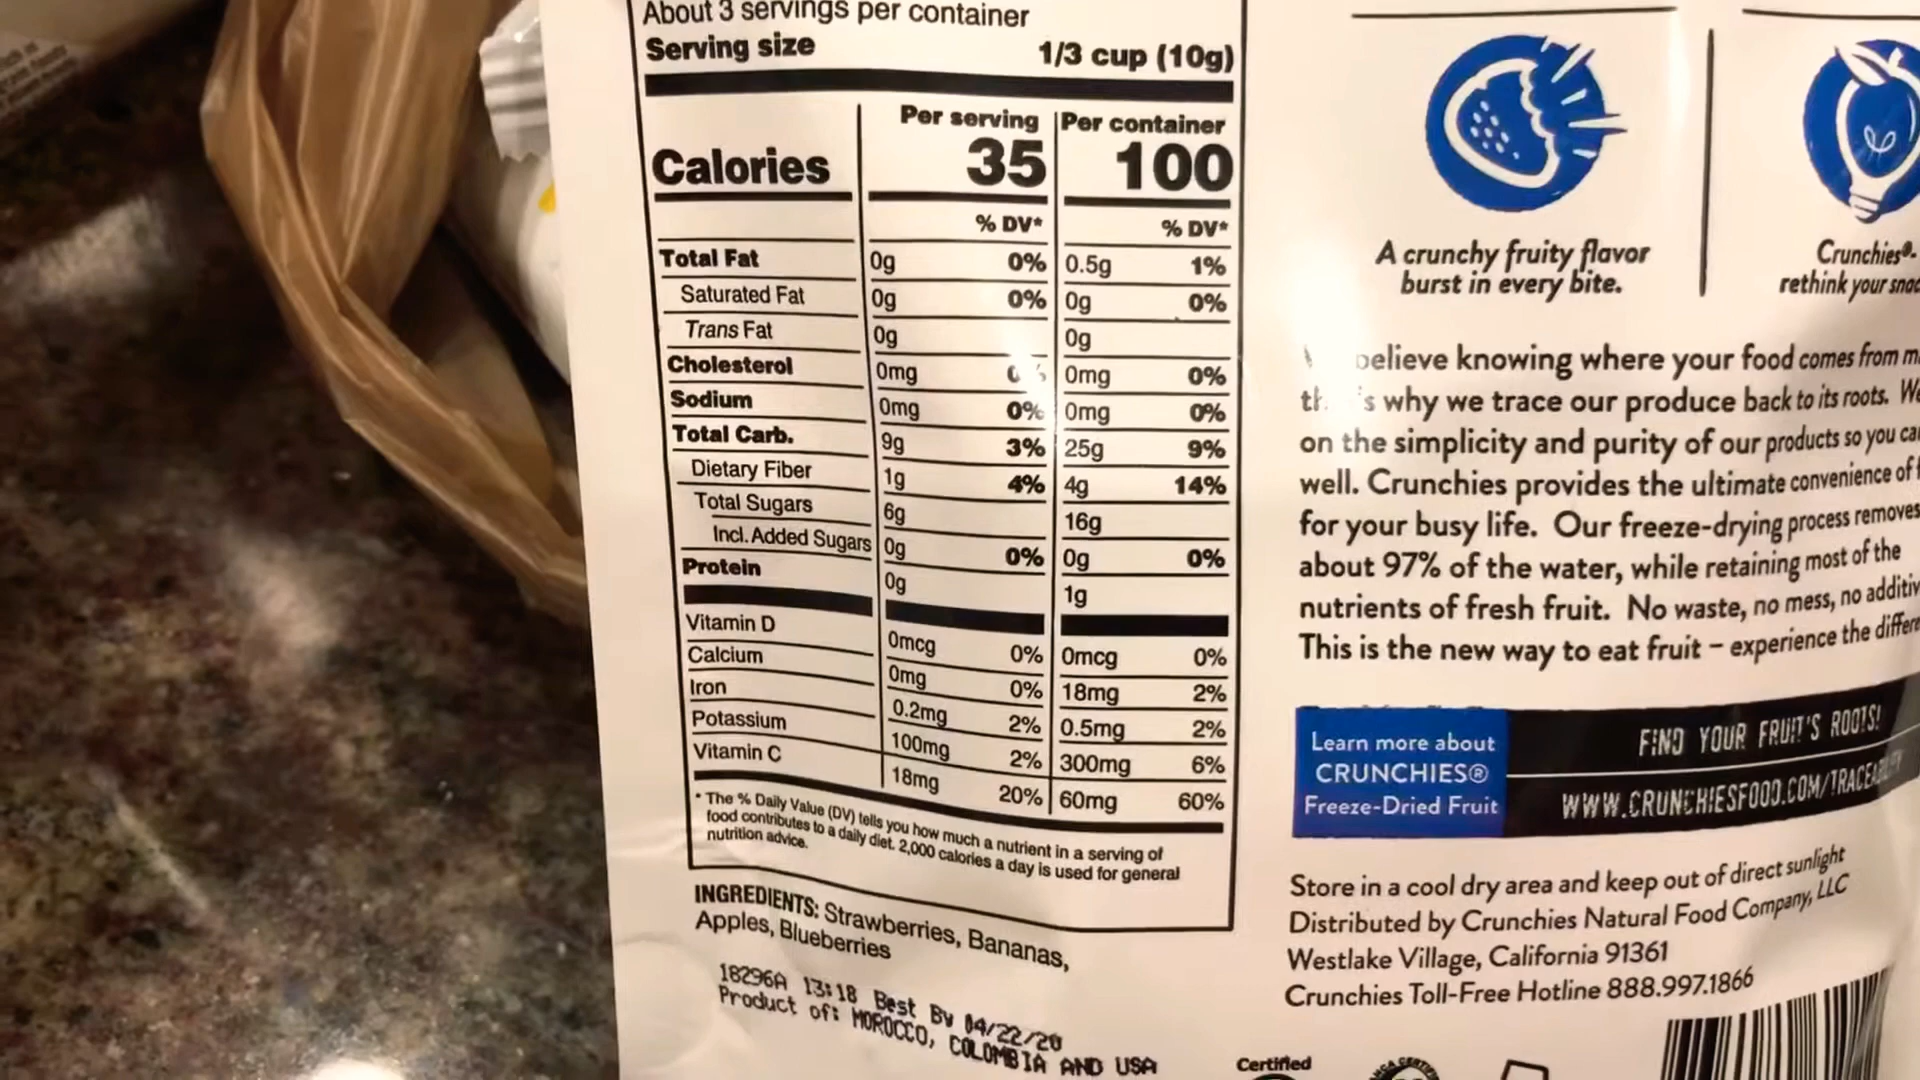 About 3 servings per container
Serving size 1/3 cup (10g)
Per serving Per container
Calories 35 100
% DV* % DV*
Total Fat 0g 0% 0.5g 1%
Saturated Fat 0g 0% 0g 0%
Trans Fat 0g 0g
Cholesterol 0mg 0mg 0%
Sodium 0mg 0% 0mg 0%
Total Carb. 9g 3% 25g 9%
Dietary Fiber 1g 4% 4g 14%
Total Sugars 6g 16g
Incl. Added Sugars 0g 0% 0g 0%
Protein 0g 1g
Vitamin D 0mcg 0% 0mcg 0%
Calcium 0mg 0% 18mg 2%
Iron 0.2mg 2% 0.5mg 2%
Potassium 100mg 2% 300mg 6%
Vitamin C 18mg 20% 60mg 60%
* The % Daily Value (DV) tells you how much a nutrient in a serving of
food contributes to a daily diet. 2,000 calories a day is used for general
nutrition advice.
INGREDIENTS: Strawberries, Bananas,
Apples, Blueberries
18296A 13:18 Best By 04/22/20
Product of: MOROCCO, COLOMBIA AND USA
A crunchy fruity flavor
burst in every bite.
Crunchies®
rethink your
believe knowing where your food comes from
why we trace our produce back to its roots.
on the simplicity and purity of our products so you
well. Crunchies provides the ultimate convenience of
for your busy life. Our freeze-drying process removes
about 97% of the water, while retaining most of the
nutrients of fresh fruit. No waste, no mess, no
This is the new way to eat fruit – experience the
Learn more about
CRUNCHIES®
Freeze-Dried Fruit
FIND YOUR FRUIT'S ROOTS!
WWW.CRUNCHIESFOOD.COM/TRACEABILITY
Store in a cool dry area and keep out of direct sunlight
Distributed by Crunchies Natural Food Company, LLC
Westlake Village, California 91361
Crunchies Toll-Free Hotline 888.997.1866
Certified